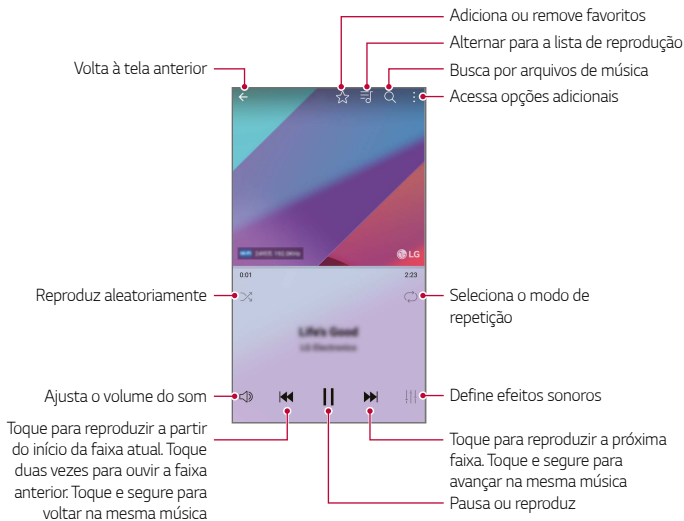 Adiciona ou remove favoritos
Alternar para a lista de reprodução
Volta à tela anterior
Busca por arquivos de música
Acessa opções adicionais
LG
0:01
2:23
Reproduz aleatoriamente
Seleciona o modo de
repetição
Life's Good
LG Electronics
Ajusta o volume do som
Define efeitos sonoros
Toque para reproduzir a partir
do início da faixa atual. Toque
duas vezes para ouvir a faixa
anterior. Toque e segure para
voltar na mesma música
Toque para reproduzir a próxima
faixa. Toque e segure para
avançar na mesma música
Pausa ou reproduz